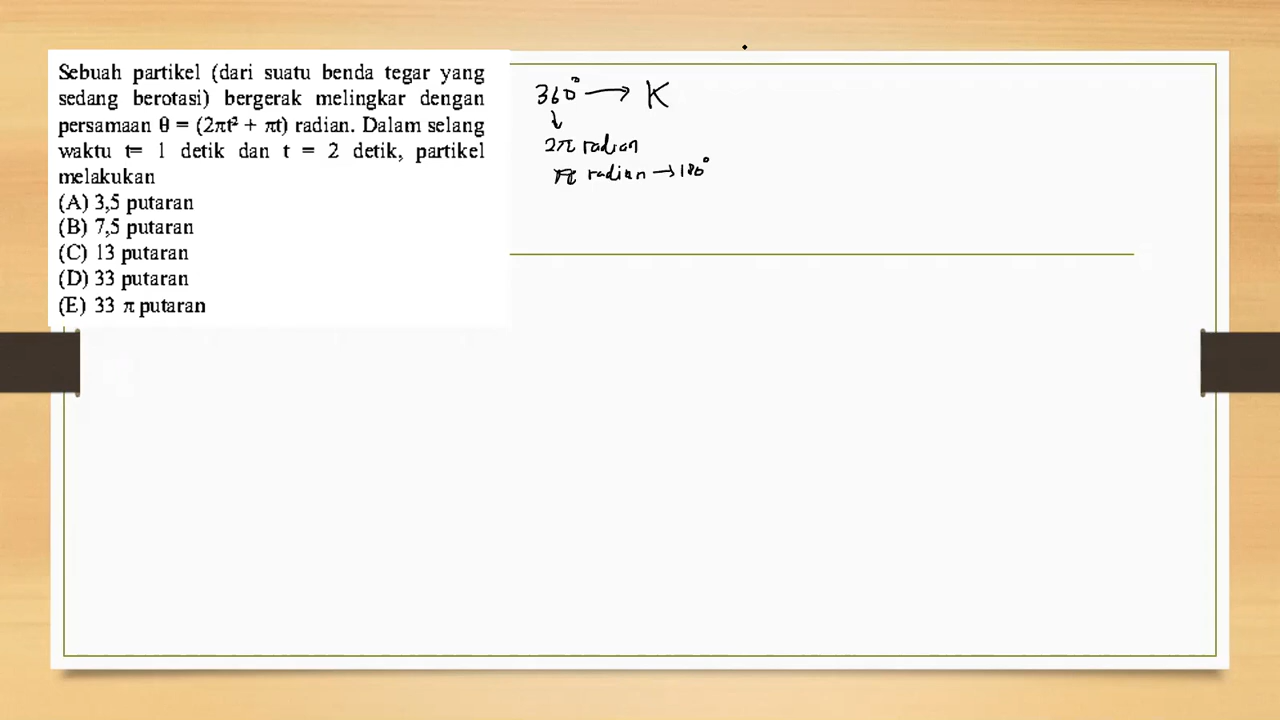 Sebuah partikel (dari suatu benda tegar yang
sedang berotasi) bergerak melingkar dengan
persamaan θ = (2πt² + πt) radian. Dalam selang
waktu t= 1 detik dan t = 2 detik, partikel
melakukan
(A) 3,5 putaran
(B) 7,5 putaran
(C) 13 putaran
(D) 33 putaran
(E) 33 π putaran
360° → K
↓
2π radian
π radian → 180°